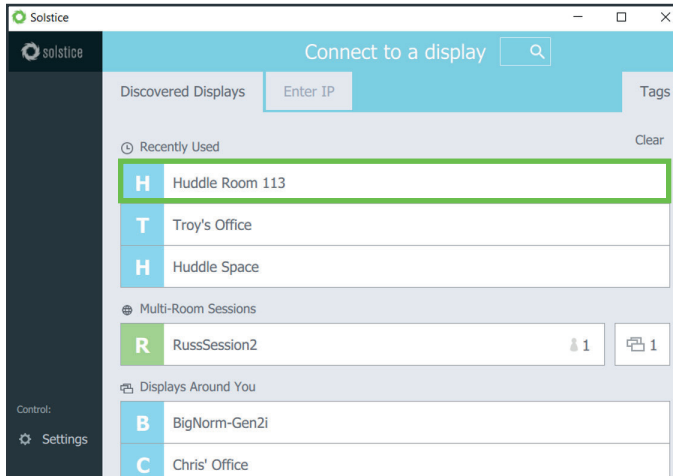 Solstice
solstice
Connect to a display
Discovered Displays
Enter IP
Tags
Recently Used
Clear
H Huddle Room 113
T Troy's Office
H Huddle Space
Multi-Room Sessions
R RussSession2 1 1
Displays Around You
B BigNorm-Gen2i
C Chris' Office
Control:
Settings